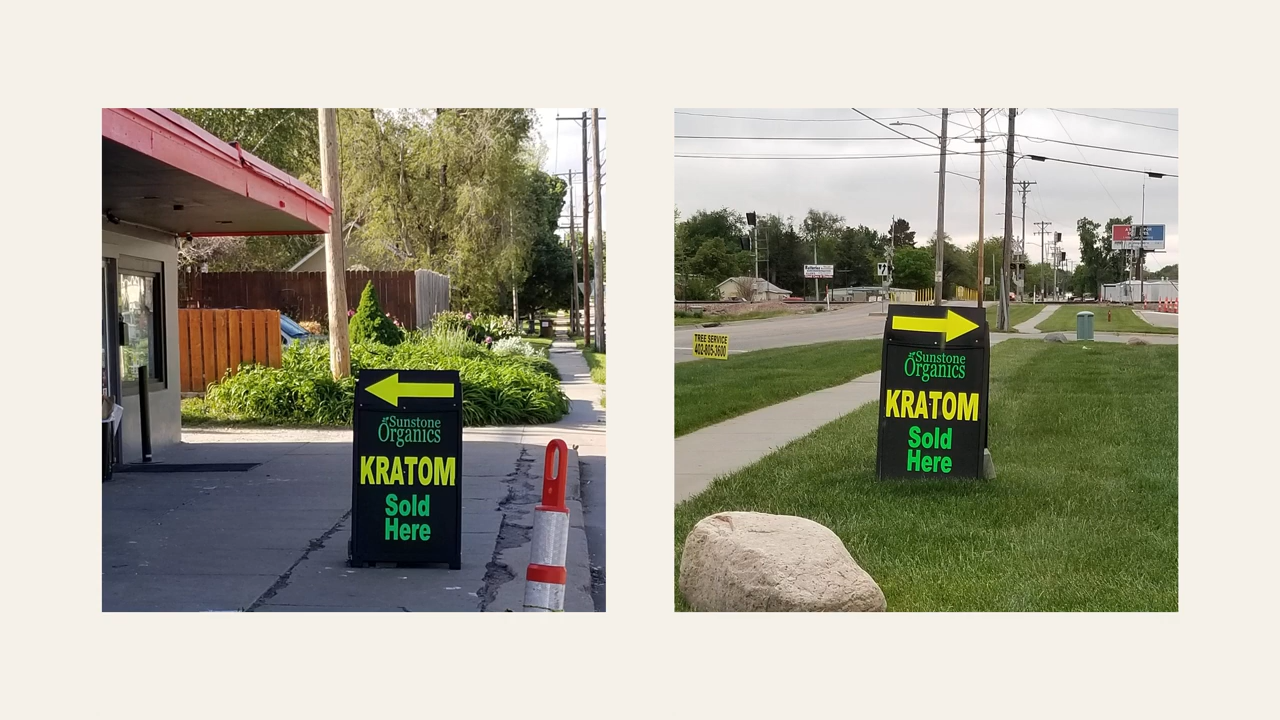 Sunstone
Organics
KRATOM
Sold
Here
TREE SERVICE
402-805-3600
Sunstone
Organics
KRATOM
Sold
Here